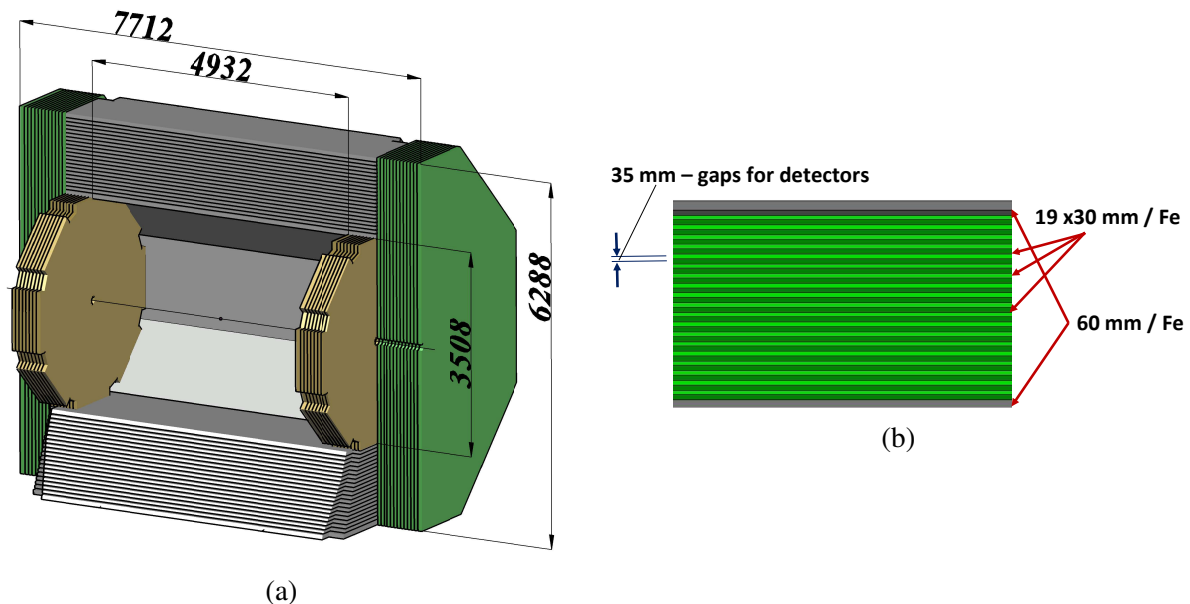 7712
4932
3508
6288
(a)
35 mm – gaps for detectors
19 x30 mm / Fe
60 mm / Fe
(b)